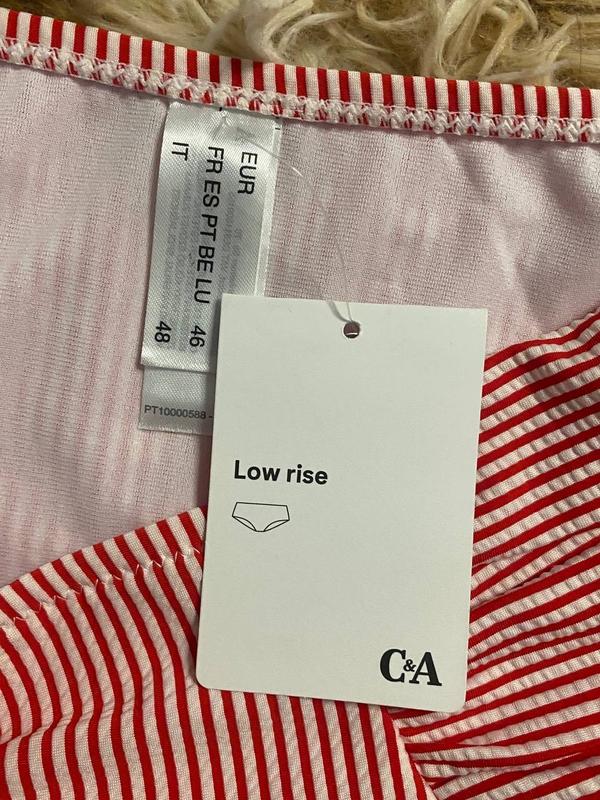 EUR
FR ES PT BE LU 46
IT 48
PT10000588 -
Low rise
C&A